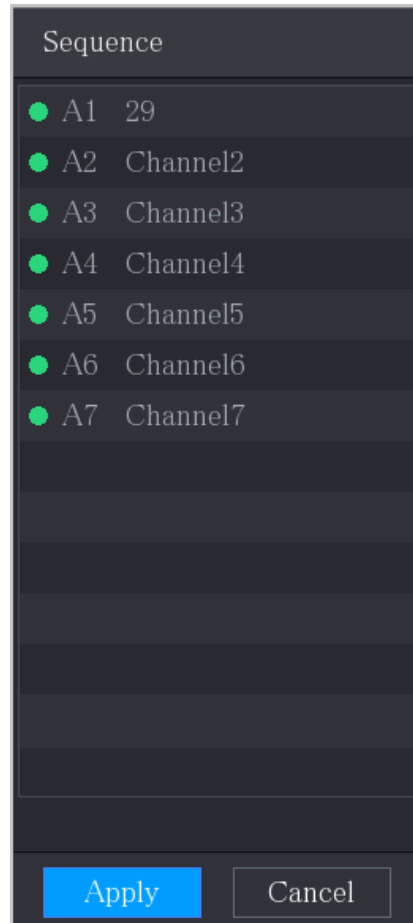 Sequence
A1 29
A2 Channel2
A3 Channel3
A4 Channel4
A5 Channel5
A6 Channel6
A7 Channel7
Apply Cancel